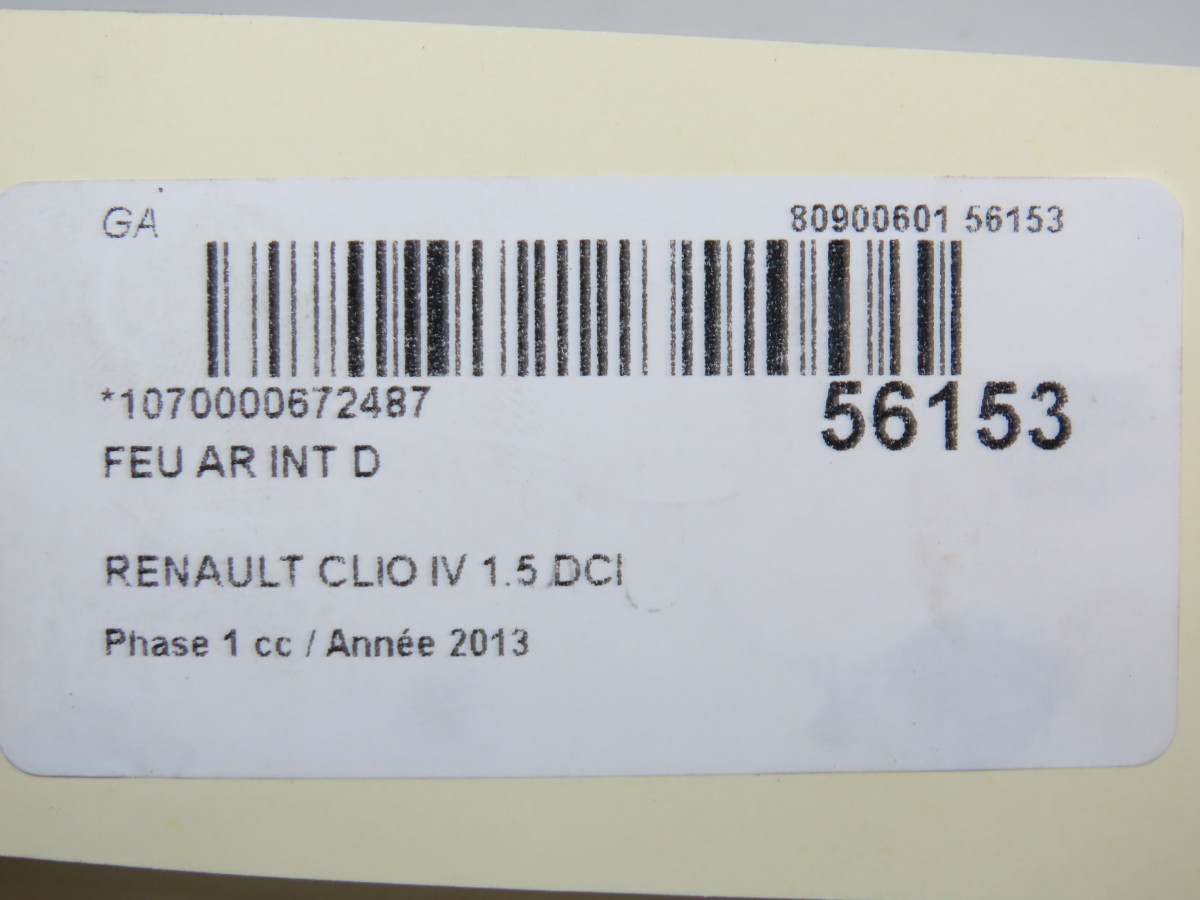 GA
80900601 56153
*1070000672487
56153
FEU AR INT D
RENAULT CLIO IV 1.5 DCI
Phase 1 cc / Année 2013